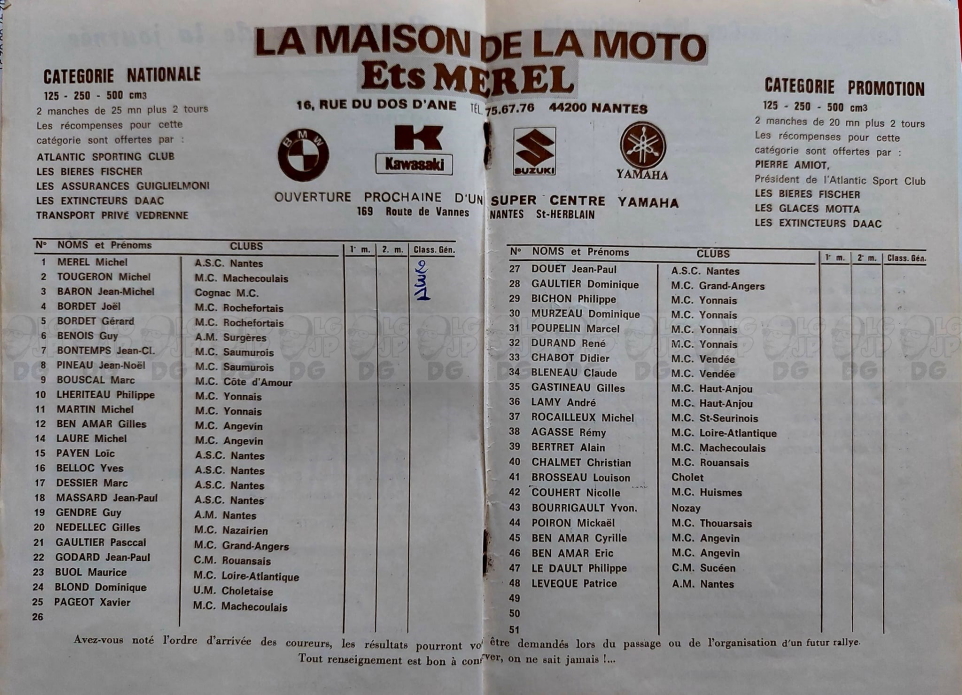 LA MAISON DE LA MOTO
Ets MEREL
16, RUE DU DOS D'ANE TÉL. 75.67.76 44200 NANTES
BMW
Kawasaki
SUZUKI
YAMAHA
OUVERTURE PROCHAINE D'UN SUPER CENTRE YAMAHA
169 Route de Vannes NANTES St-HERBLAIN
CATEGORIE NATIONALE
125 - 250 - 500 cm3
2 manches de 25 mn plus 2 tours
Les récompenses pour cette
catégorie sont offertes par :
ATLANTIC SPORTING CLUB
LES BIERES FISCHER
LES ASSURANCES GUIGLIELMONI
LES EXTINCTEURS DAAC
TRANSPORT PRIVÉ VEDRENNE
CATEGORIE PROMOTION
125 - 250 - 500 cm3
2 manches de 20 mn plus 2 tours
Les récompenses pour cette
catégorie sont offertes par :
PIERRE AMIOT,
Président de l'Atlantic Sport Club
LES BIERES FISCHER
LES GLACES MOTTA
LES EXTINCTEURS DAAC
N° NOMS et Prénoms CLUBS 1° m. 2. m. Class. Gén.
1 MEREL Michel A.S.C. Nantes
2 TOUGERON Michel M.C. Machecoulais
3 BARON Jean-Michel Cognac M.C.
4 BORDET Joël M.C. Rochefortais
5 BORDET Gérard M.C. Rochefortais
6 BENOIS Guy A.M. Surgères
7 BONTEMPS Jean-Cl. M.C. Saumurois
8 PINEAU Jean-Noël M.C. Saumurois
9 BOUSCAL Marc M.C. Côte d'Amour
10 LHERITEAU Philippe M.C. Yonnais
11 MARTIN Michel M.C. Yonnais
12 BEN AMAR Gilles M.C. Angevin
14 LAURE Michel M.C. Angevin
15 PAYEN Loïc A.S.C. Nantes
16 BELLOC Yves A.S.C. Nantes
17 DESSIER Marc A.S.C. Nantes
18 MASSARD Jean-Paul A.S.C. Nantes
19 GENDRE Guy A.M. Nantes
20 NEDELLEC Gilles M.C. Nazairien
21 GAULTIER Pasccal M.C. Grand-Angers
22 GODARD Jean-Paul C.M. Rouansais
23 BUOL Maurice M.C. Loire-Atlantique
24 BLOND Dominique U.M. Choletaise
25 PAGEOT Xavier M.C. Machecoulais
26
N° NOMS et Prénoms CLUBS 1° m. 2° m. Class. Gén.
27 DOUET Jean-Paul A.S.C. Nantes
28 GAULTIER Dominique M.C. Grand-Angers
29 BICHON Philippe M.C. Yonnais
30 MURZEAU Dominique M.C. Yonnais
31 POUPELIN Marcel M.C. Yonnais
32 DURAND René M.C. Yonnais
33 CHABOT Didier M.C. Vendée
34 BLENEAU Claude M.C. Vendée
35 GASTINEAU Gilles M.C. Haut-Anjou
36 LAMY André M.C. Haut-Anjou
37 ROCAILLEUX Michel M.C. St-Seurinois
38 AGASSE Rémy M.C. Loire-Atlantique
39 BERTRET Alain M.C. Machecoulais
40 CHALMET Christian M.C. Rouansais
41 BROSSEAU Louison Cholet
42 COUHERT Nicolle M.C. Huismes
43 BOURRIGAULT Yvon. Nozay
44 POIRON Mickaël M.C. Thouarsais
45 BEN AMAR Cyrille M.C. Angevin
46 BEN AMAR Eric M.C. Angevin
47 LE DAULT Philippe C.M. Sucéen
48 LEVEQUE Patrice A.M. Nantes
49
50
51
Avez-vous noté l'ordre d'arrivée des coureurs, les résultats pourront vo être demandés lors du passage ou de l'organisation d'un futur rallye.
Tout renseignement est bon à conserver, on ne sait jamais !...